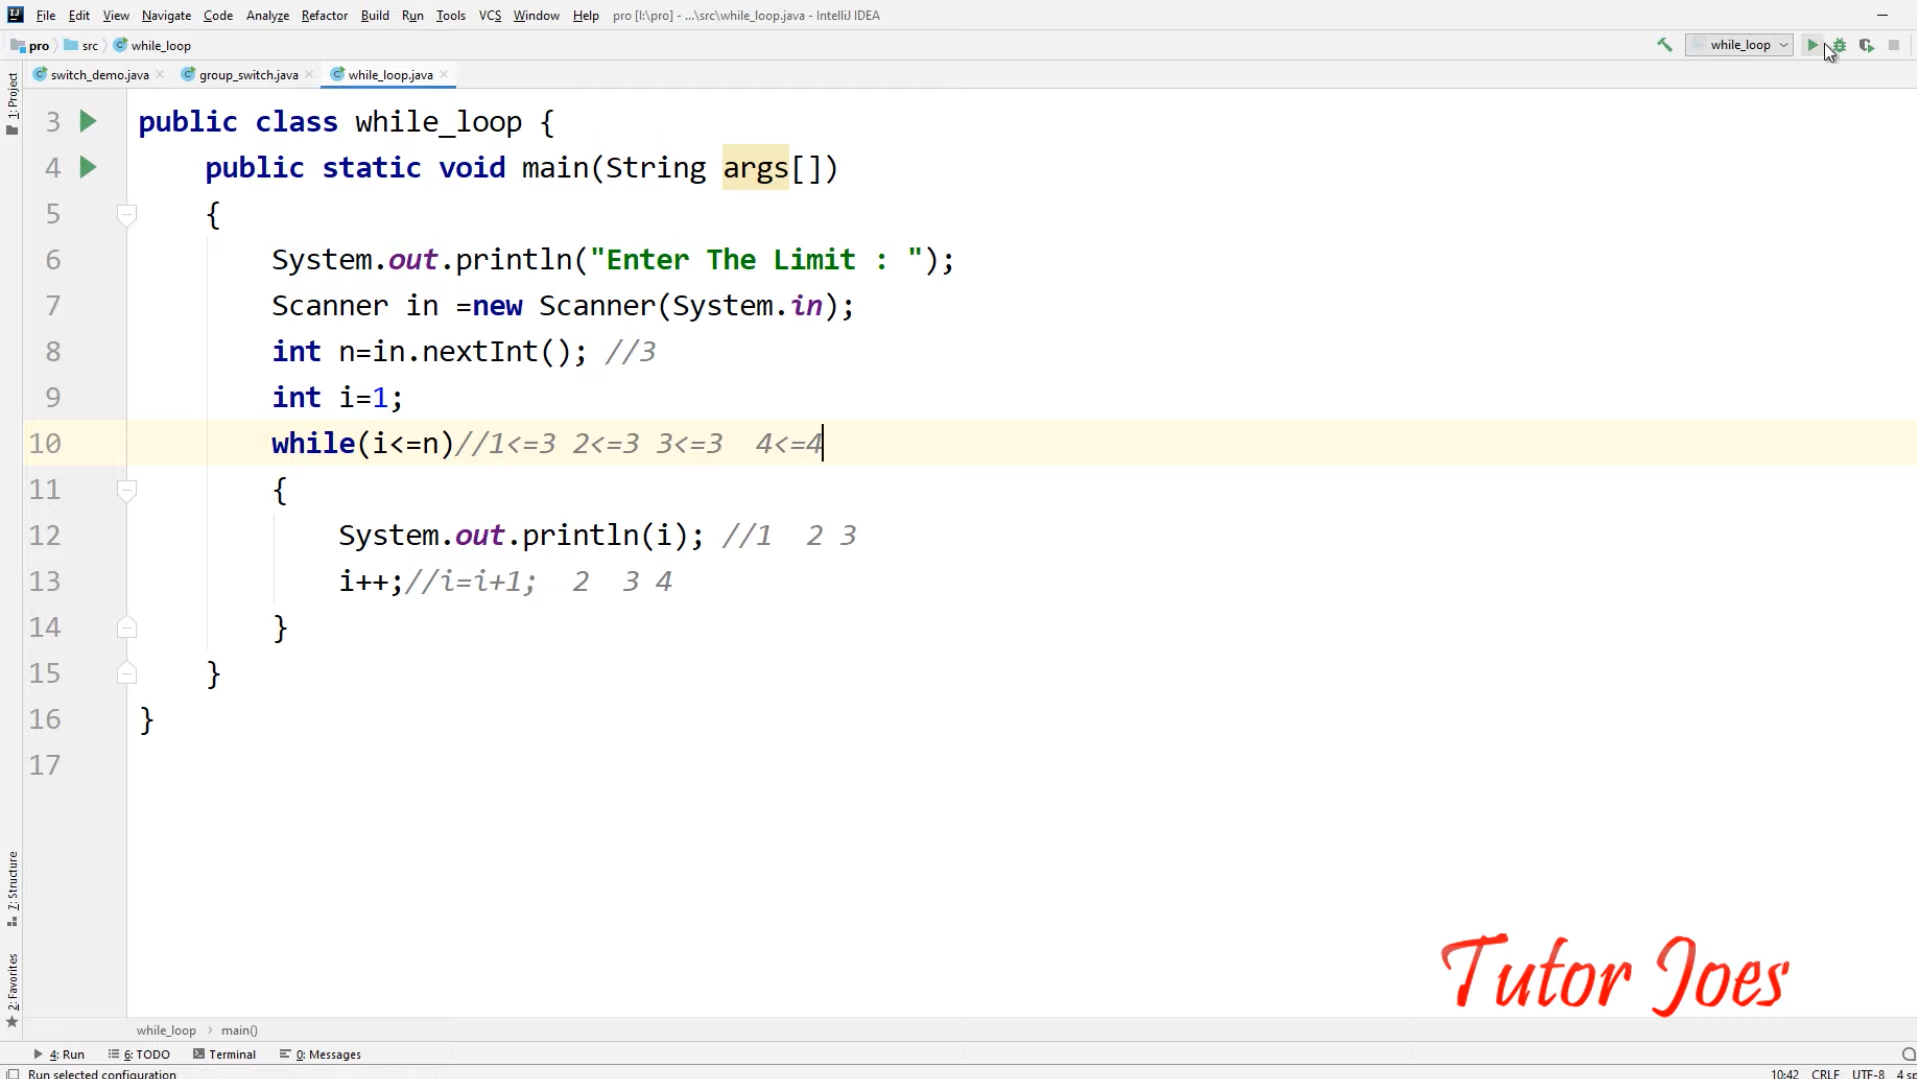 File Edit View Navigate Code Analyze Refactor Build Run Tools VCS Window Help pro [I:\pro] - ...\src\while_loop.java - IntelliJ IDEA
pro src while_loop while_loop
switch_demo.java group_switch.java while_loop.java
1: Project
3 public class while_loop {
4 public static void main(String args[])
5 {
6 System.out.println("Enter The Limit : ");
7 Scanner in =new Scanner(System.in);
8 int n=in.nextInt(); //3
9 int i=1;
10 while(i<=n)//1<=3 2<=3 3<=3  4<=4
11 {
12 System.out.println(i); //1  2 3
13 i++;//i=i+1;  2  3 4
14 }
15 }
16 }
17
7: Structure
2: Favorites
Tutor Joes
while_loop main()
4: Run 6: TODO Terminal 0: Messages
Run selected configuration 10:42 CRLF UTF-8 4 sp